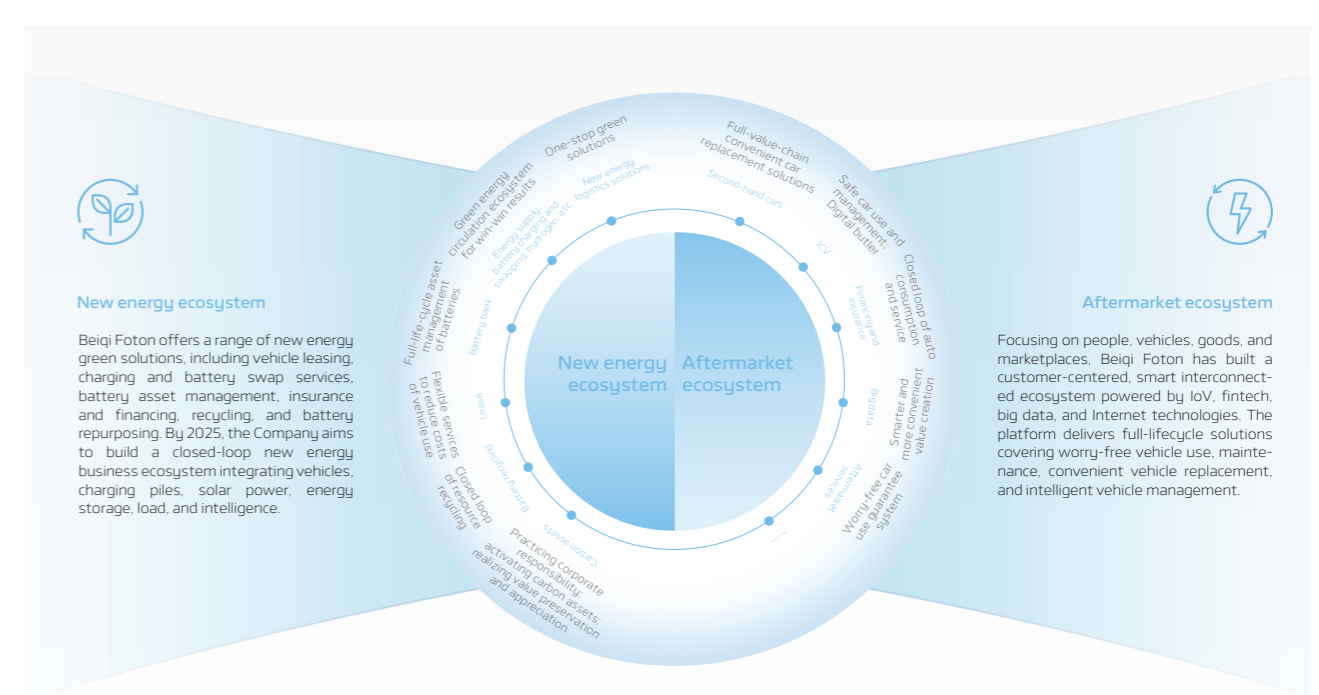 New energy ecosystem
Beiqi Foton offers a range of new energy
green solutions, including vehicle leasing,
charging and battery swap services,
battery asset management, insurance
and financing, recycling, and battery
repurposing. By 2025, the Company aims
to build a closed-loop new energy
business ecosystem integrating vehicles,
charging piles, solar power, energy
storage, load, and intelligence.
One-stop green
solutions
New energy
logistics solutions
Green energy
circulation ecosystem
for win-win results
Energy supply,
battery charging and
swapping, hydrogen, etc.
Full-life-cycle asset
management
of batteries
Battery bank
Flexible services
to reduce costs
of vehicle use
Lease
Closed loop
of resource
recycling
Battery recycling
Practicing corporate
responsibility;
activating carbon assets;
realizing value preservation
and appreciation
Carbon assets
New energy
ecosystem
Aftermarket
ecosystem
Full-value-chain
convenient car
replacement solutions
Second-hand cars
Safe car use and
management;
Digital butler
ICV
Closed loop of auto
consumption
and service
Financing and
insurance
Smarter and
more convenient
value creation
Big data
Worry-free car
use guarantee
system
Aftermarket
services
......
Aftermarket ecosystem
Focusing on people, vehicles, goods, and
marketplaces, Beiqi Foton has built a
customer-centered, smart interconnect-
ed ecosystem powered by IoV, fintech,
big data, and Internet technologies. The
platform delivers full-lifecycle solutions
covering worry-free vehicle use, mainte-
nance, convenient vehicle replacement,
and intelligent vehicle management.